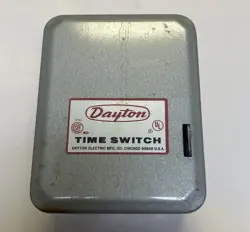 Dayton
TIME SWITCH
DAYTON ELECTRIC MFG. CO. CHICAGO 60648 U.S.A.